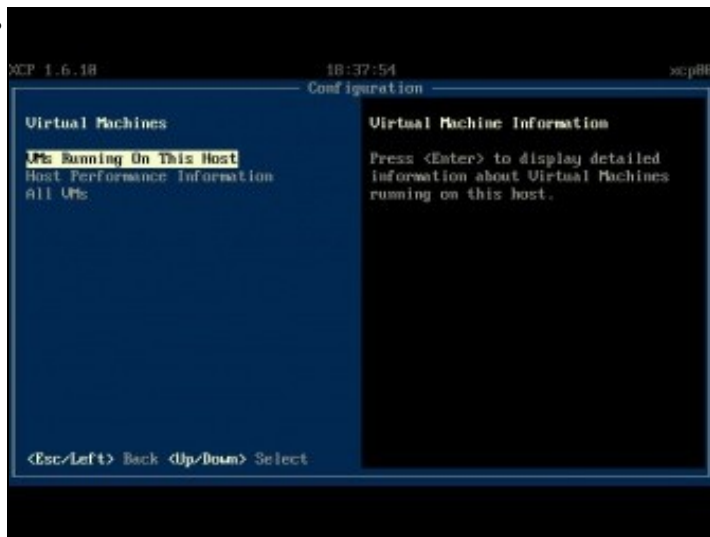 XCP 1.6.10 18:37:54
Configuration
Virtual Machines
VMs Running On This Host
Host Performance Information
All VMs
<Esc/Left> Back <Up/Down> Select
Virtual Machine Information
Press <Enter> to display detailed
information about Virtual Machines
running on this host.